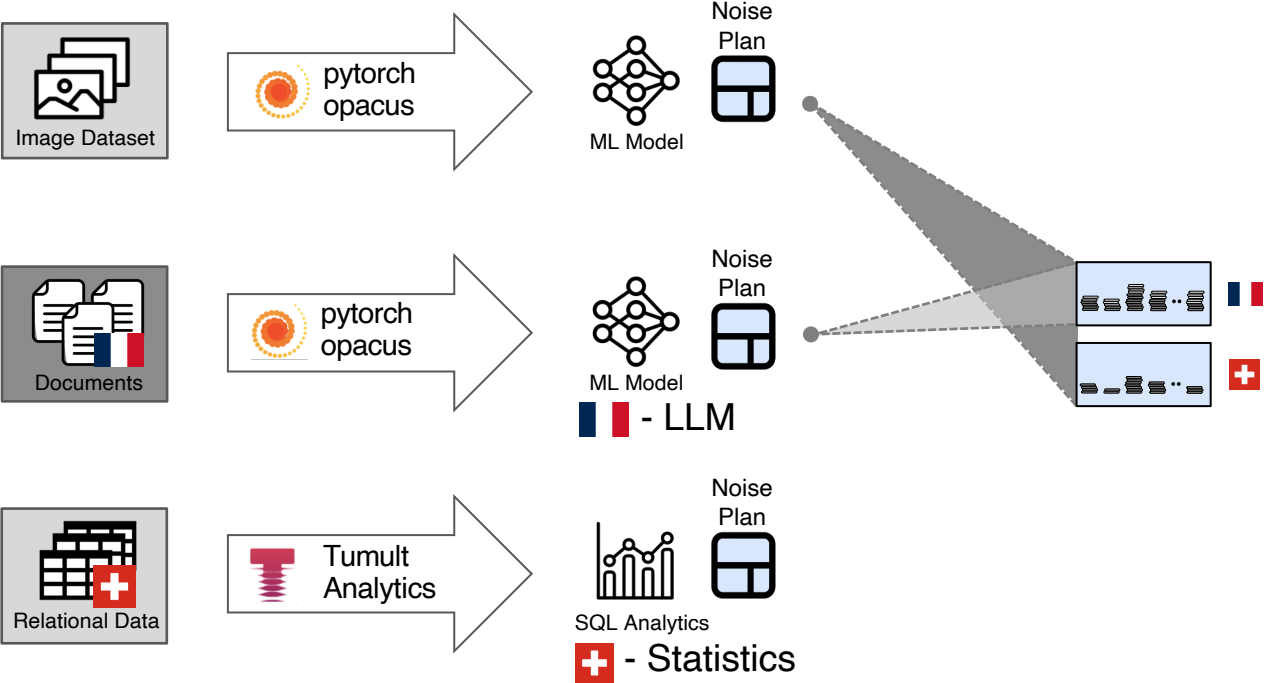 Image Dataset
pytorch
opacus
ML Model
Noise
Plan
Documents
pytorch
opacus
ML Model
- LLM
Noise
Plan
Relational Data
Tumult
Analytics
SQL Analytics
- Statistics
Noise
Plan